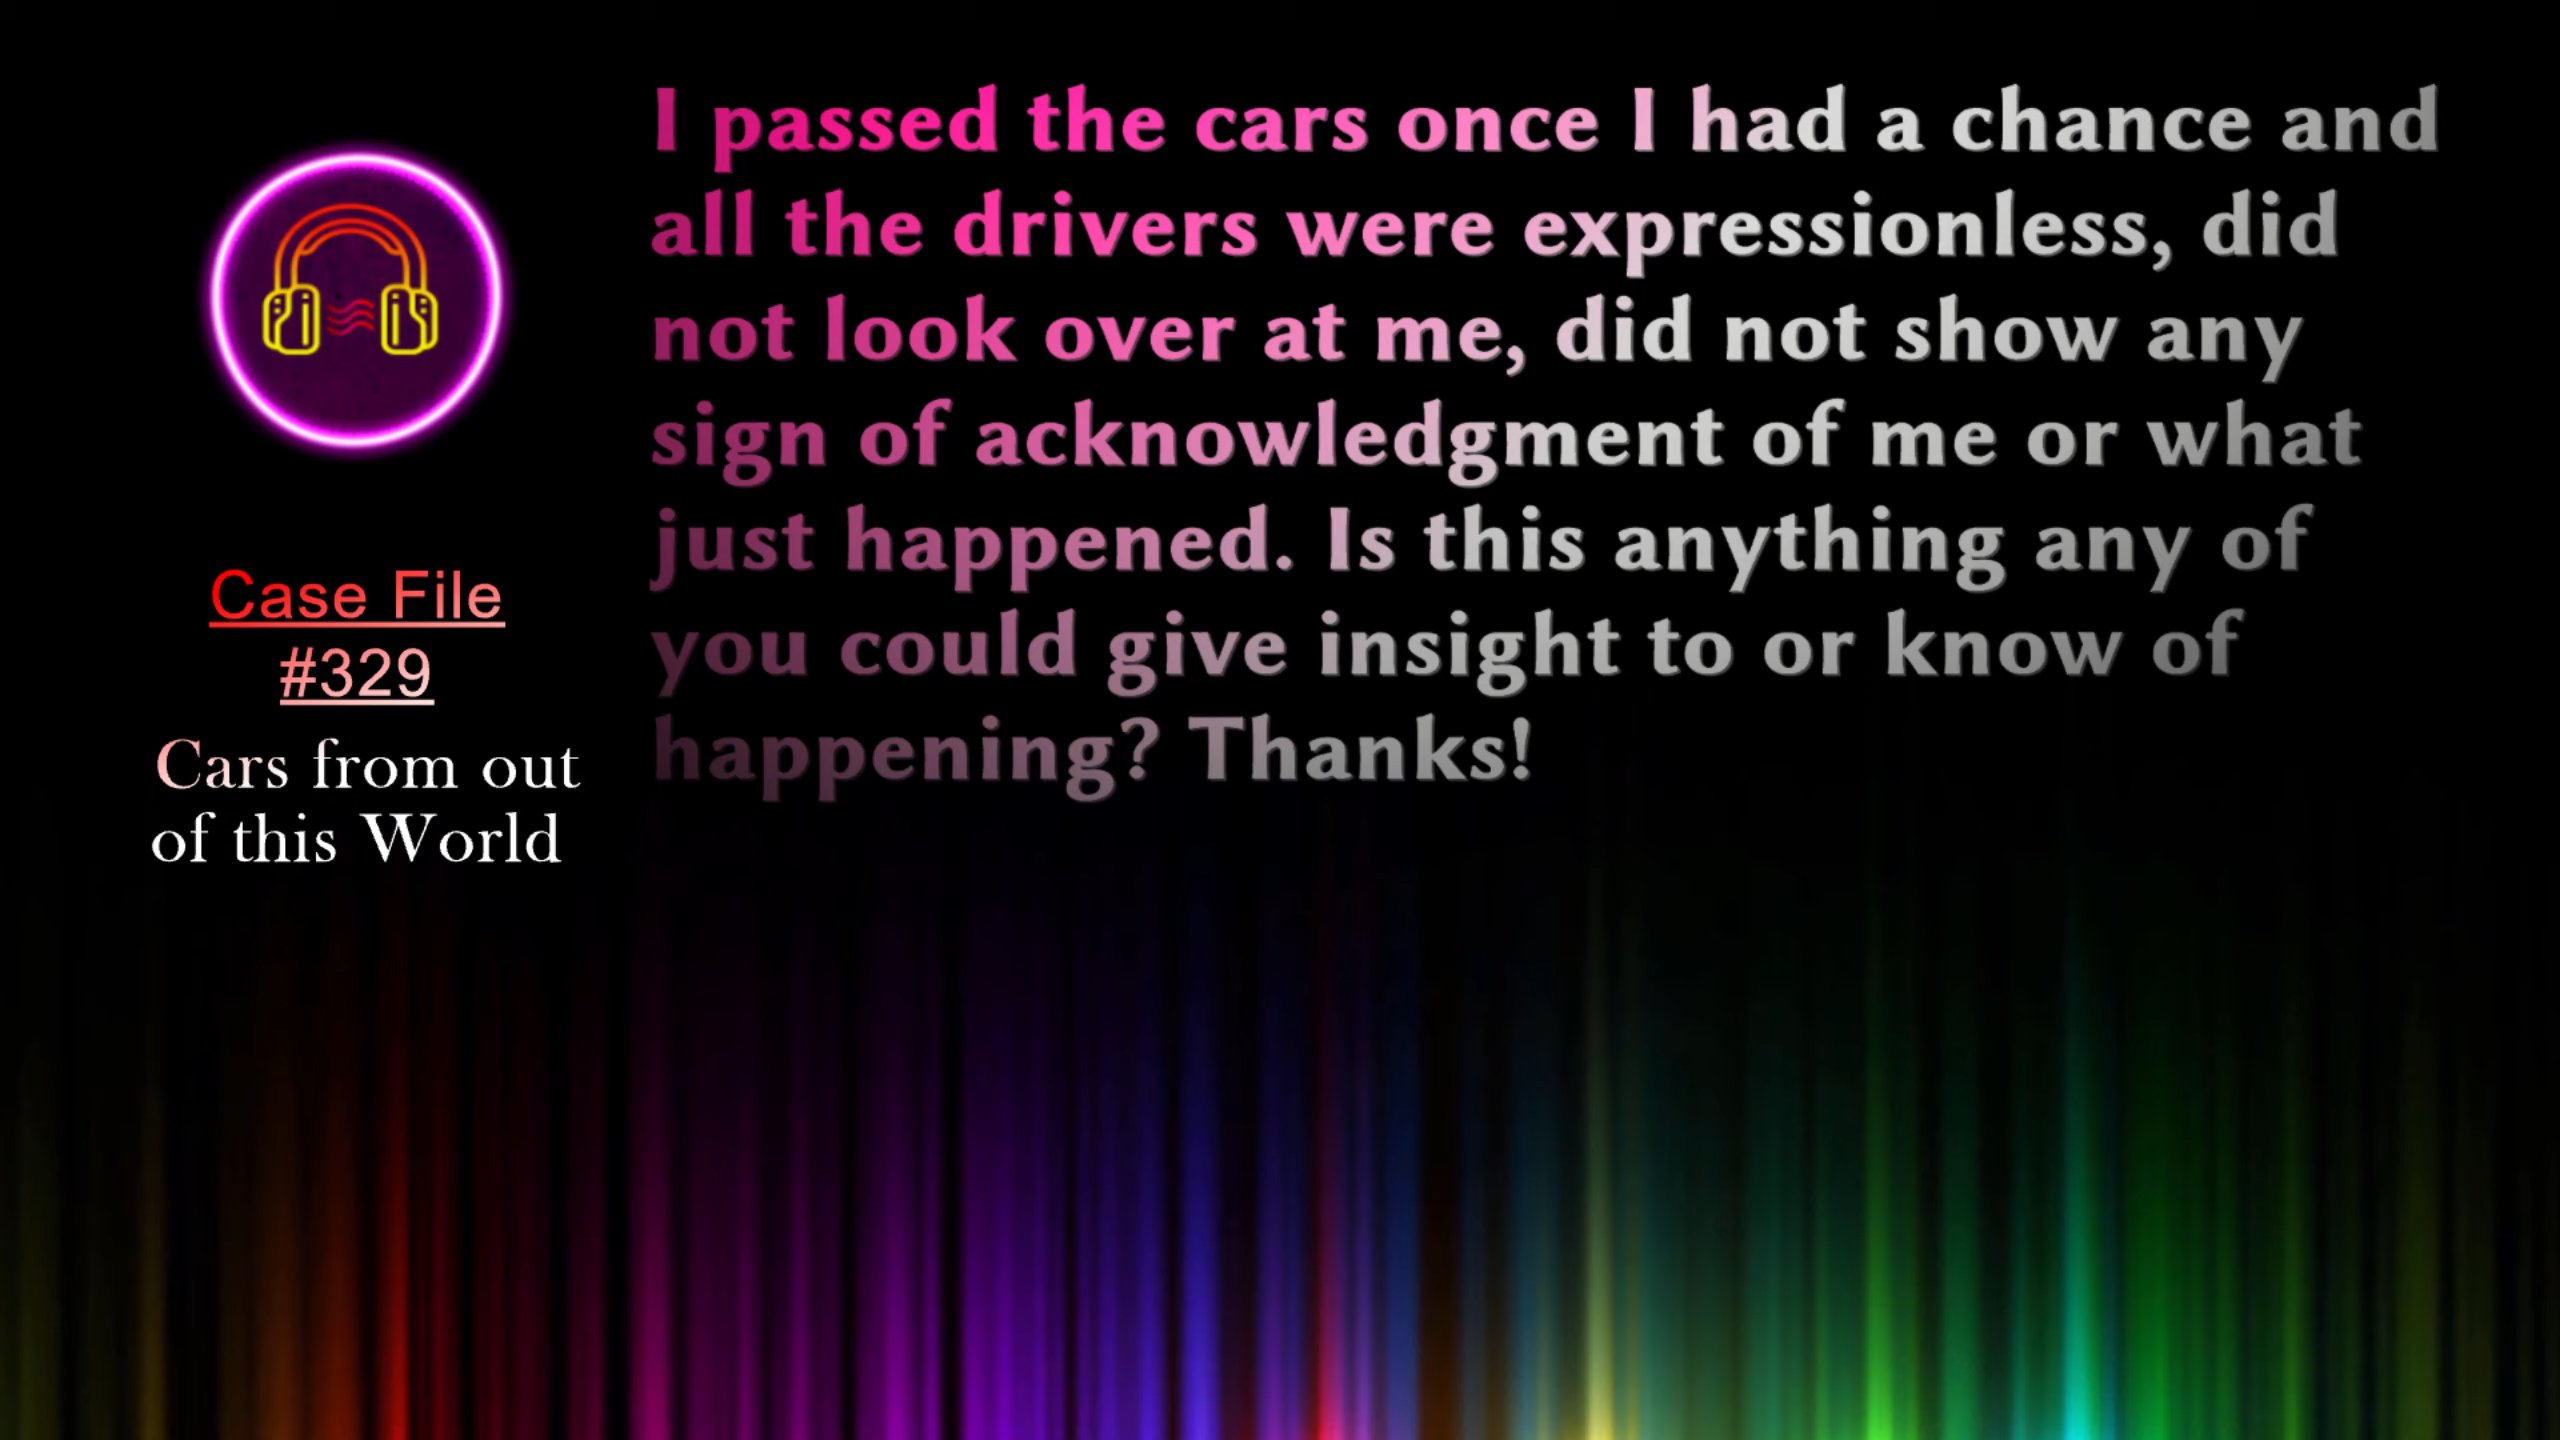 Case File
#329
Cars from out
of this World
I passed the cars once I had a chance and
all the drivers were expressionless, did
not look over at me, did not show any
sign of acknowledgment of me or what
just happened. Is this anything any of
you could give insight to or know of
happening? Thanks!